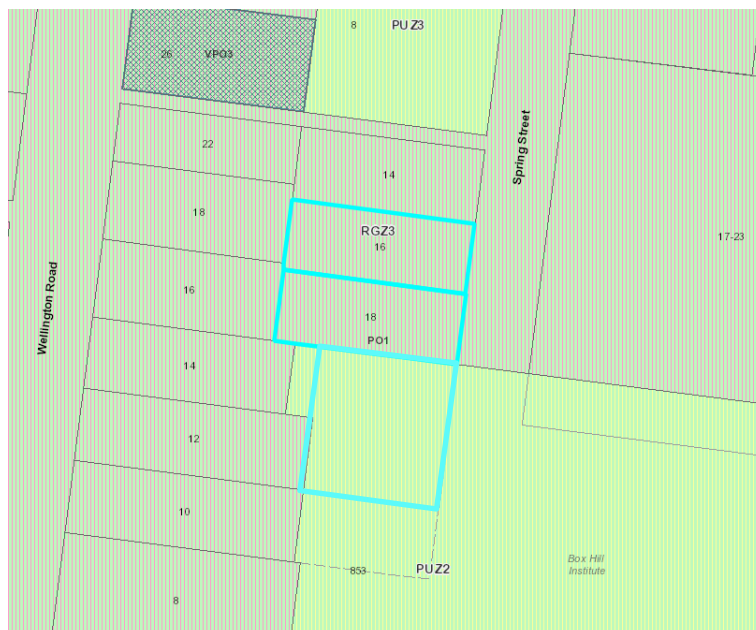 8
PUZ3
26
VPO3
22
14
Spring Street
18
RGZ3
16
17-23
Wellington Road
16
18
PO1
14
12
10
Box Hill
Institute
853
PUZ2
8